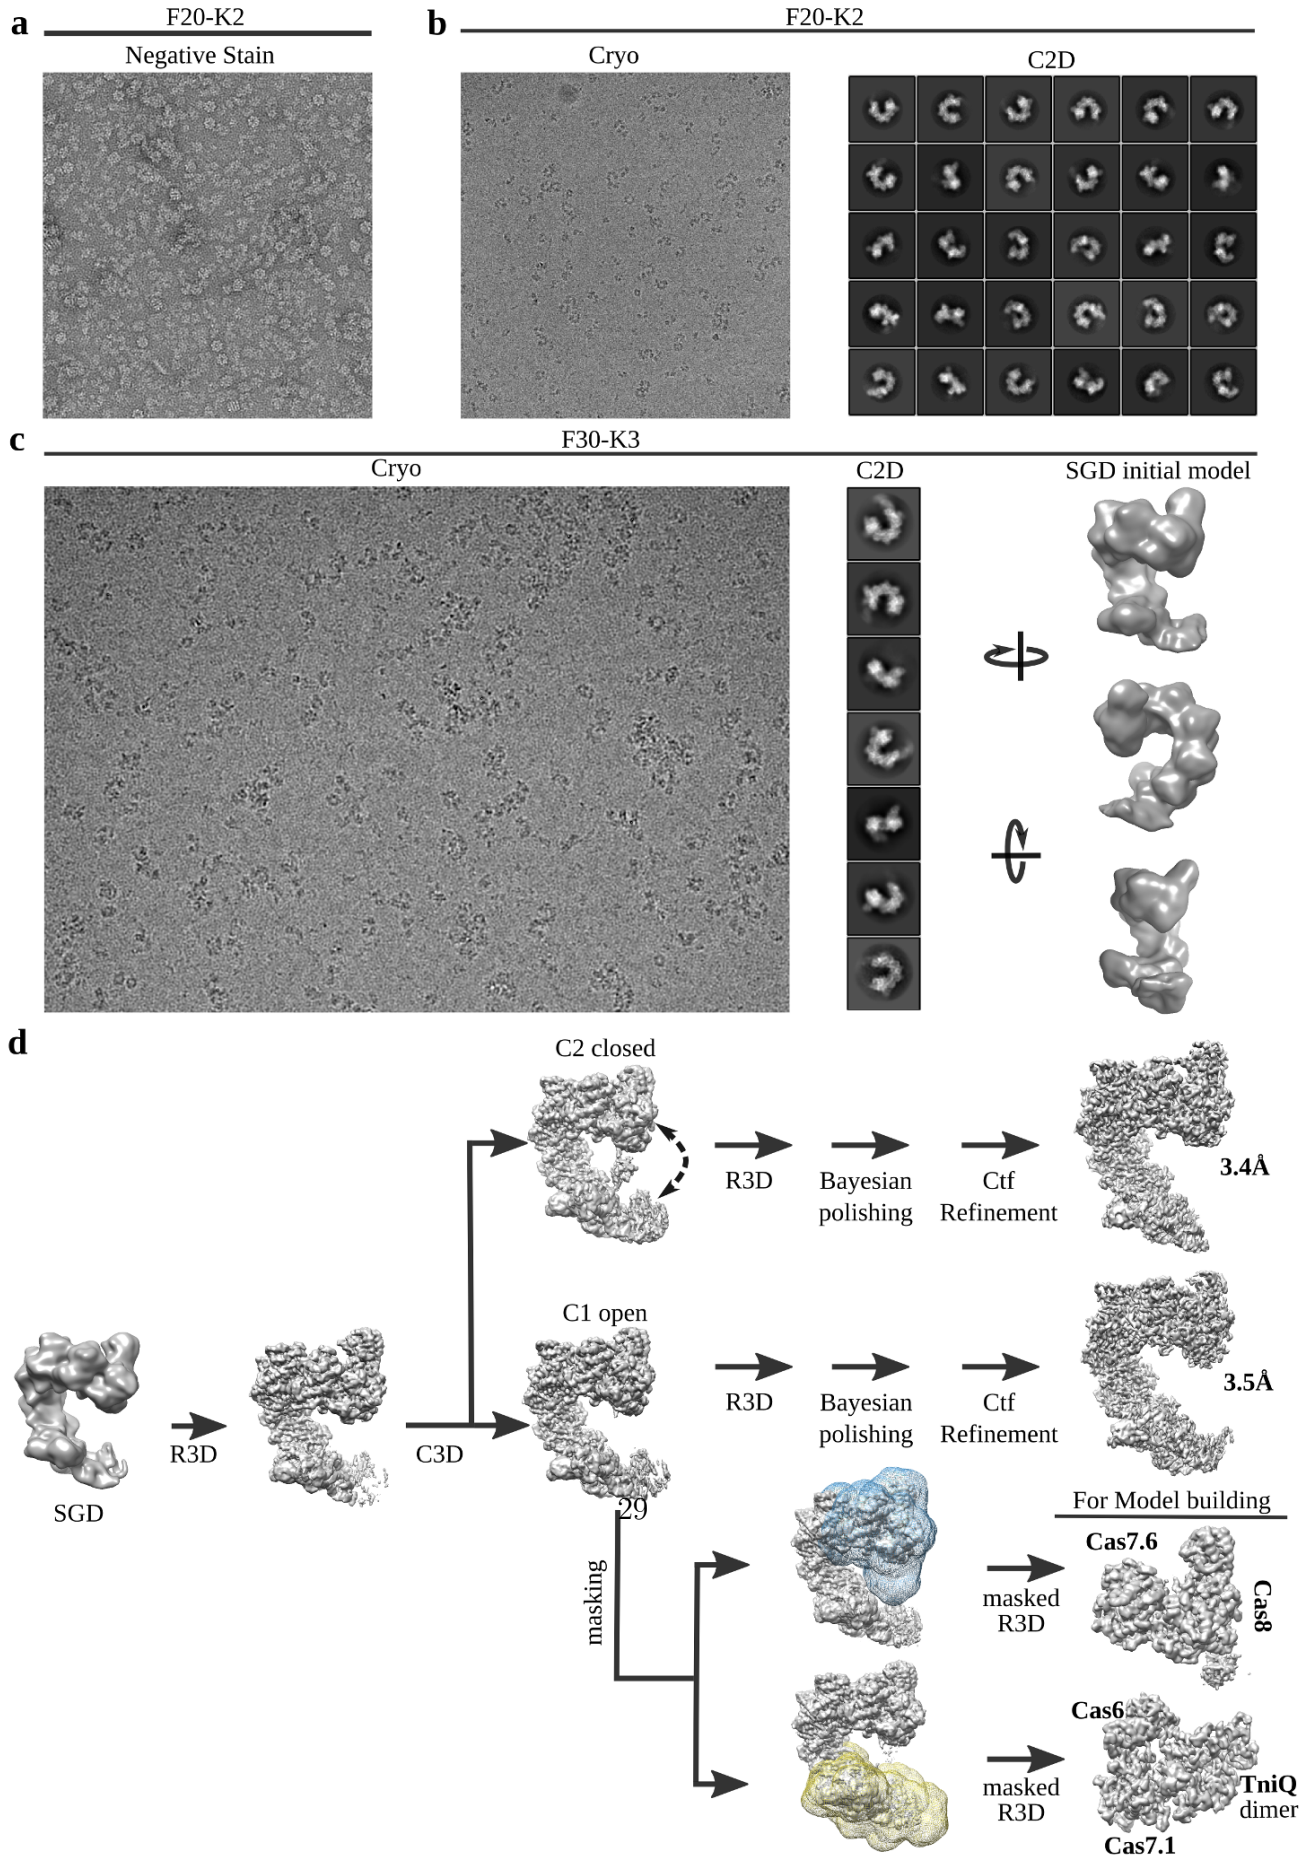 a
F20-K2
Negative Stain
b
F20-K2
Cryo
C2D
c
F30-K3
Cryo
C2D
SGD initial model
d
C2 closed
R3D
Bayesian
polishing
Ctf
Refinement
3.4Å
C1 open
R3D
Bayesian
polishing
Ctf
Refinement
3.5Å
SGD
R3D
C3D
29
masking
For Model building
masked
R3D
Cas7.6
Cas8
masked
R3D
Cas6
TniQ
dimer
Cas7.1